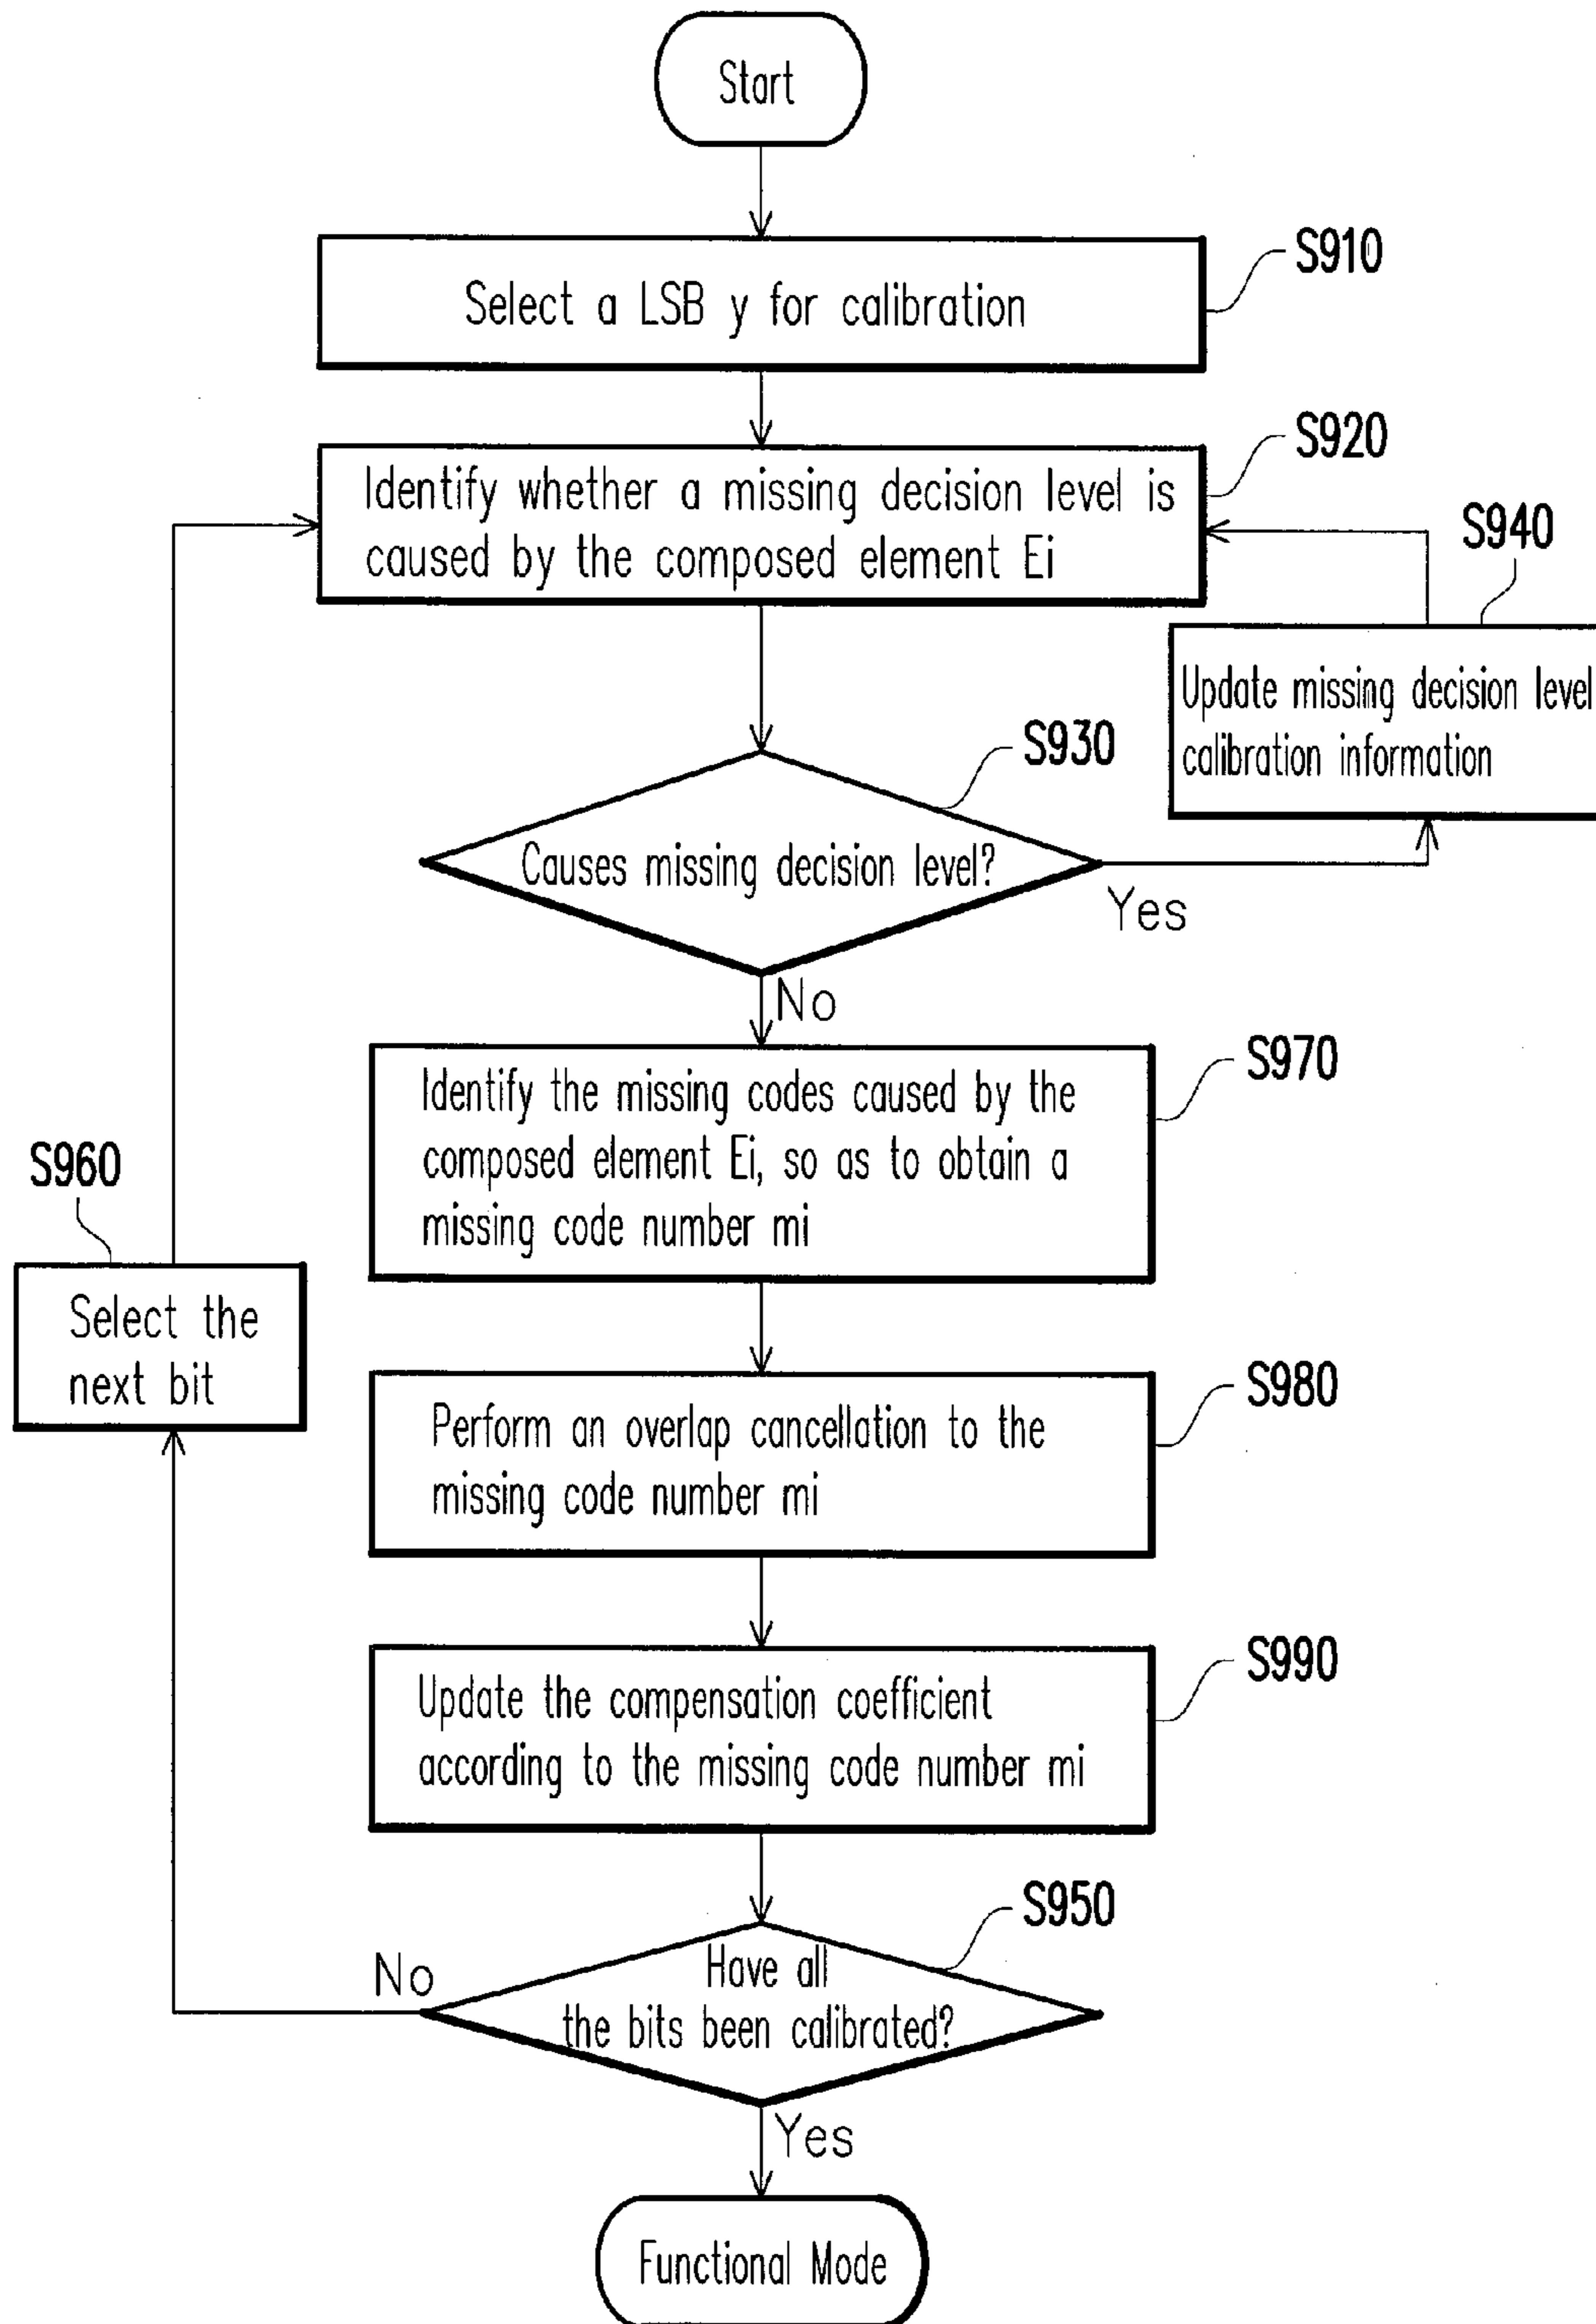 Start
S910
Select a LSB y for calibration
S920
Identify whether a missing decision level is
caused by the composed element Ei
S940
Update missing decision level
calibration information
S930
Causes missing decision level?
Yes
No
S970
Identify the missing codes caused by the
composed element Ei, so as to obtain a
missing code number mi
S960
Select the
next bit
S980
Perform an overlap cancellation to the
missing code number mi
S990
Update the compensation coefficient
according to the missing code number mi
S950
Have all
the bits been calibrated?
No
Yes
Functional Mode